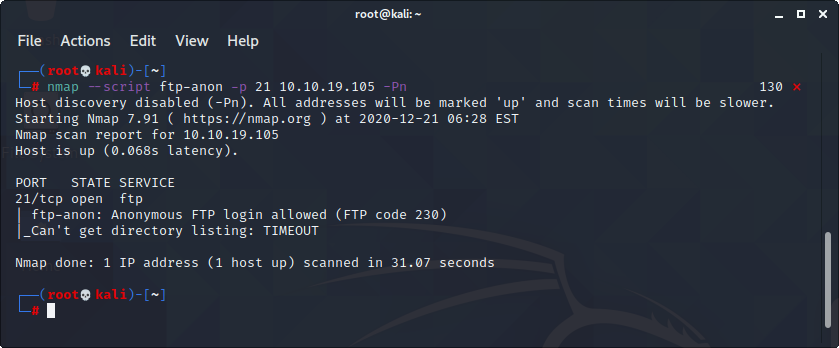 root@kali: ~
File Actions Edit View Help
┌──(root💀kali)-[~]
└─# nmap --script ftp-anon -p 21 10.10.19.105 -Pn 130 ⨯
Host discovery disabled (-Pn). All addresses will be marked 'up' and scan times will be slower.
Starting Nmap 7.91 ( https://nmap.org ) at 2020-12-21 06:28 EST
Nmap scan report for 10.10.19.105
Host is up (0.068s latency).
PORT   STATE SERVICE
21/tcp open  ftp
| ftp-anon: Anonymous FTP login allowed (FTP code 230)
|_Can't get directory listing: TIMEOUT
Nmap done: 1 IP address (1 host up) scanned in 31.07 seconds
┌──(root💀kali)-[~]
└─#